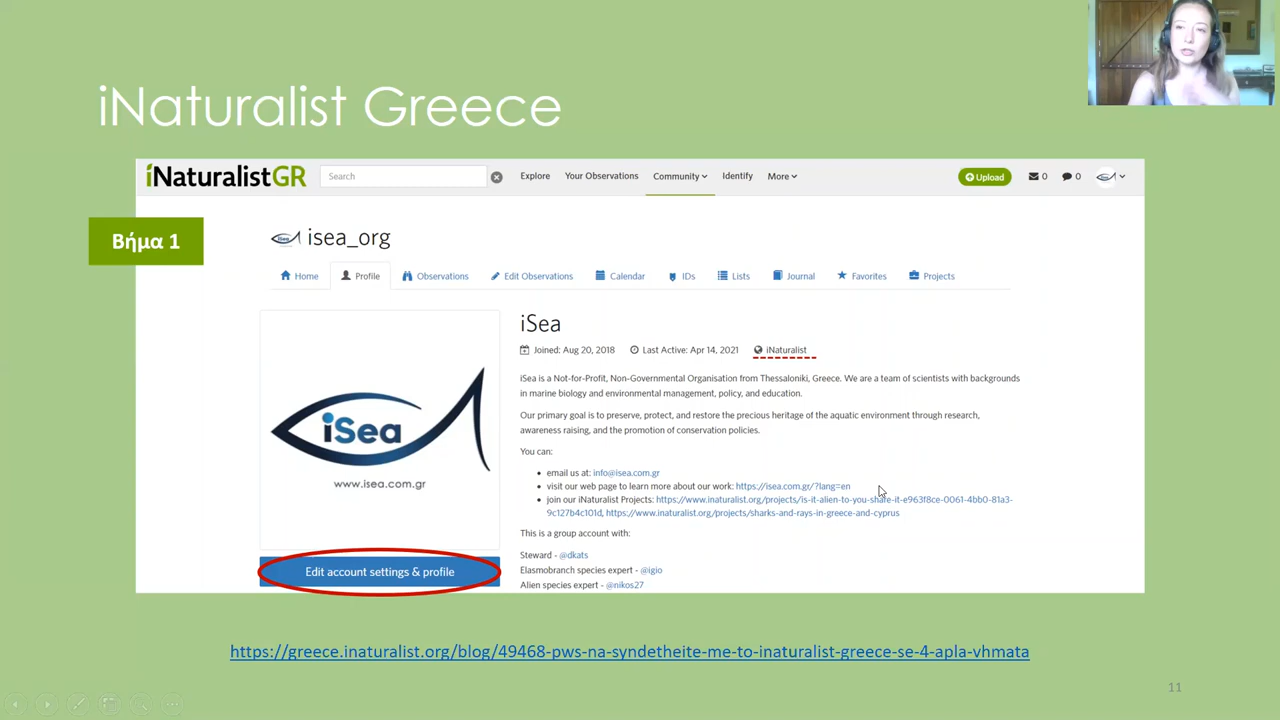 iNaturalist Greece
iNaturalistGR
Search
Explore
Your Observations
Community
Identify
More
Upload
0
0
Βήμα 1
isea_org
Home
Profile
Observations
Edit Observations
Calendar
IDs
Lists
Journal
Favorites
Projects
iSea
www.isea.com.gr
Edit account settings & profile
iSea
Joined: Aug 20, 2018
Last Active: Apr 14, 2021
iNaturalist
iSea is a Not-for-Profit, Non-Governmental Organisation from Thessaloniki, Greece. We are a team of scientists with backgrounds
in marine biology and environmental management, policy, and education.
Our primary goal is to preserve, protect, and restore the precious heritage of the aquatic environment through research,
awareness raising, and the promotion of conservation policies.
You can:
email us at: info@isea.com.gr
visit our web page to learn more about our work: https://isea.com.gr/?lang=en
join our iNaturalist Projects: https://www.inaturalist.org/projects/is-it-alien-to-you-share-it-e963f8ce-0061-4bb0-81a3-
9c127b4c101d, https://www.inaturalist.org/projects/sharks-and-rays-in-greece-and-cyprus
This is a group account with:
Steward - @dkats
Elasmobranch species expert - @igio
Alien species expert - @nikos27
https://greece.inaturalist.org/blog/49468-pws-na-syndetheite-me-to-inaturalist-greece-se-4-apla-vhmata
11